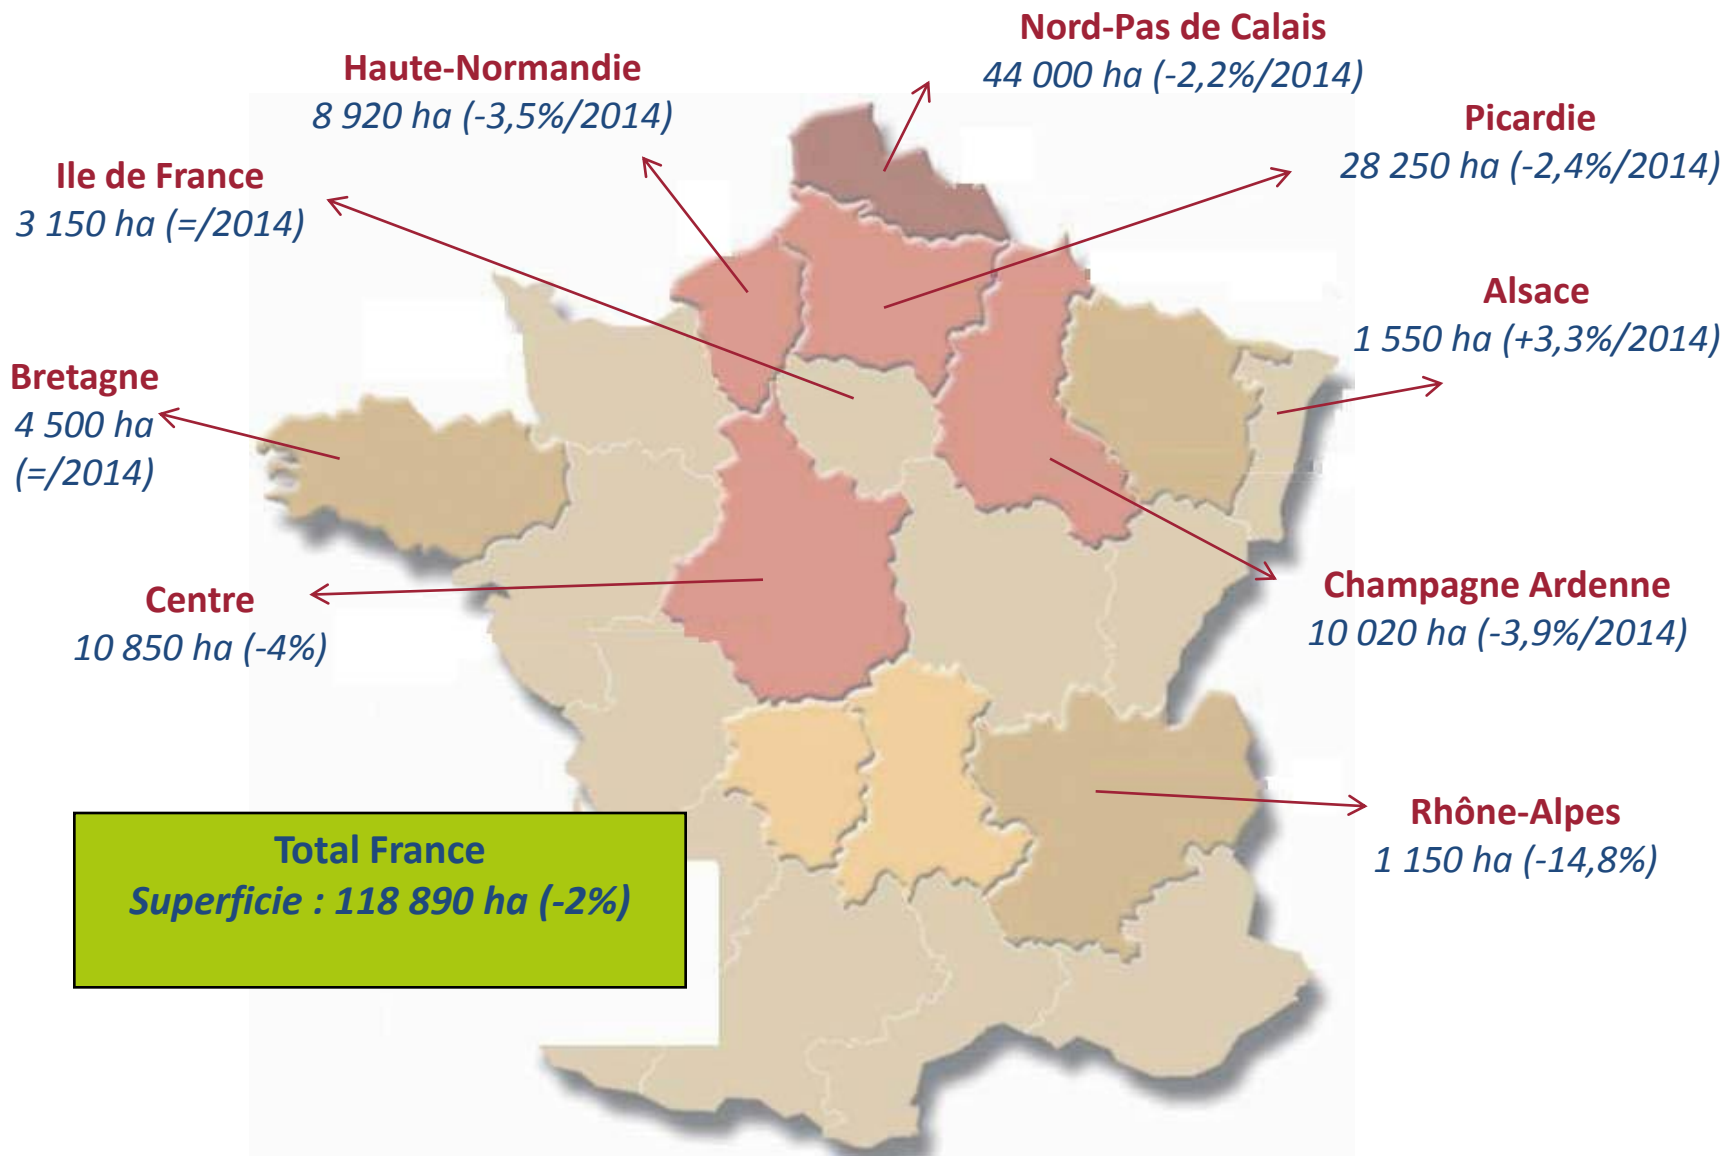 Nord-Pas de Calais
44 000 ha (-2,2%/2014)
Haute-Normandie
8 920 ha (-3,5%/2014)
Picardie
28 250 ha (-2,4%/2014)
Ile de France
3 150 ha (=/2014)
Alsace
1 550 ha (+3,3%/2014)
Bretagne
4 500 ha
(=/2014)
Champagne Ardenne
10 020 ha (-3,9%/2014)
Centre
10 850 ha (-4%)
Rhône-Alpes
1 150 ha (-14,8%)
Total France
Superficie : 118 890 ha (-2%)